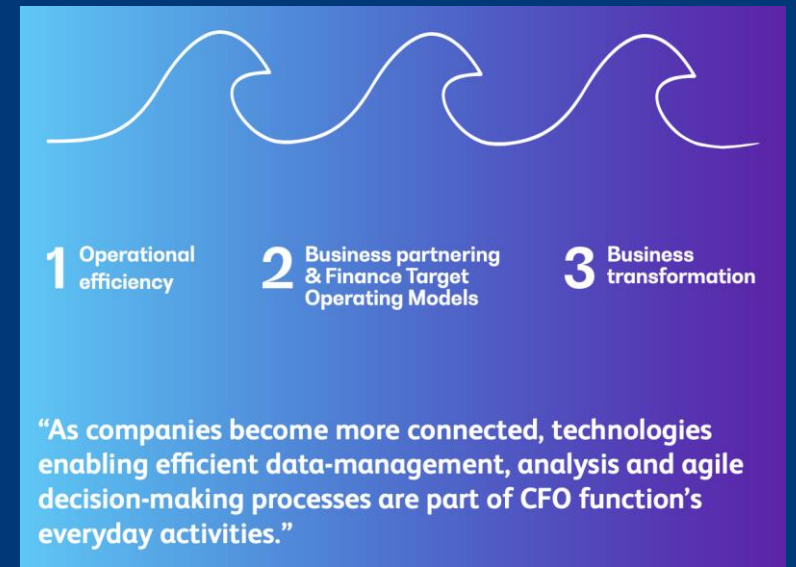 1 Operational
efficiency
2 Business partnering
& Finance Target
Operating Models
3 Business
transformation
“As companies become more connected, technologies
enabling efficient data-management, analysis and agile
decision-making processes are part of CFO function’s
everyday activities.”